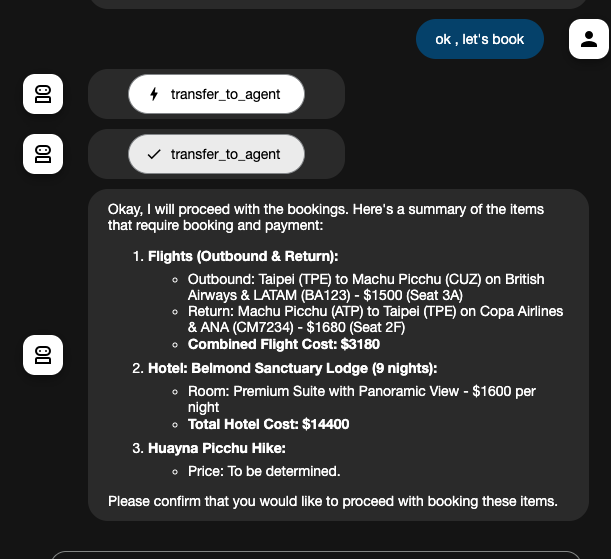 ok , let's book
transfer_to_agent
transfer_to_agent
Okay, I will proceed with the bookings. Here's a summary of the items
that require booking and payment:
1. Flights (Outbound & Return):
Outbound: Taipei (TPE) to Machu Picchu (CUZ) on British
Airways & LATAM (BA123) - $1500 (Seat 3A)
Return: Machu Picchu (ATP) to Taipei (TPE) on Copa Airlines
& ANA (CM7234) - $1680 (Seat 2F)
Combined Flight Cost: $3180
2. Hotel: Belmond Sanctuary Lodge (9 nights):
Room: Premium Suite with Panoramic View - $1600 per
night
Total Hotel Cost: $14400
3. Huayna Picchu Hike:
Price: To be determined.
Please confirm that you would like to proceed with booking these items.